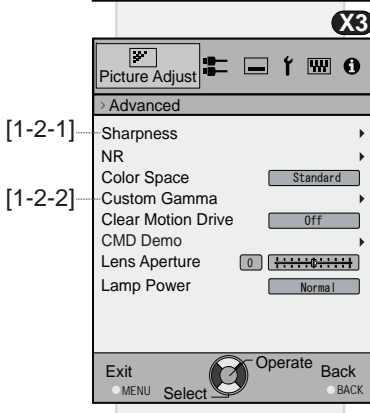 X3
Picture Adjust
> Advanced
[1-2-1] Sharpness
NR
Color Space Standard
[1-2-2] Custom Gamma
Clear Motion Drive Off
CMD Demo
Lens Aperture 0
Lamp Power Normal
Exit Operate Back
MENU Select BACK